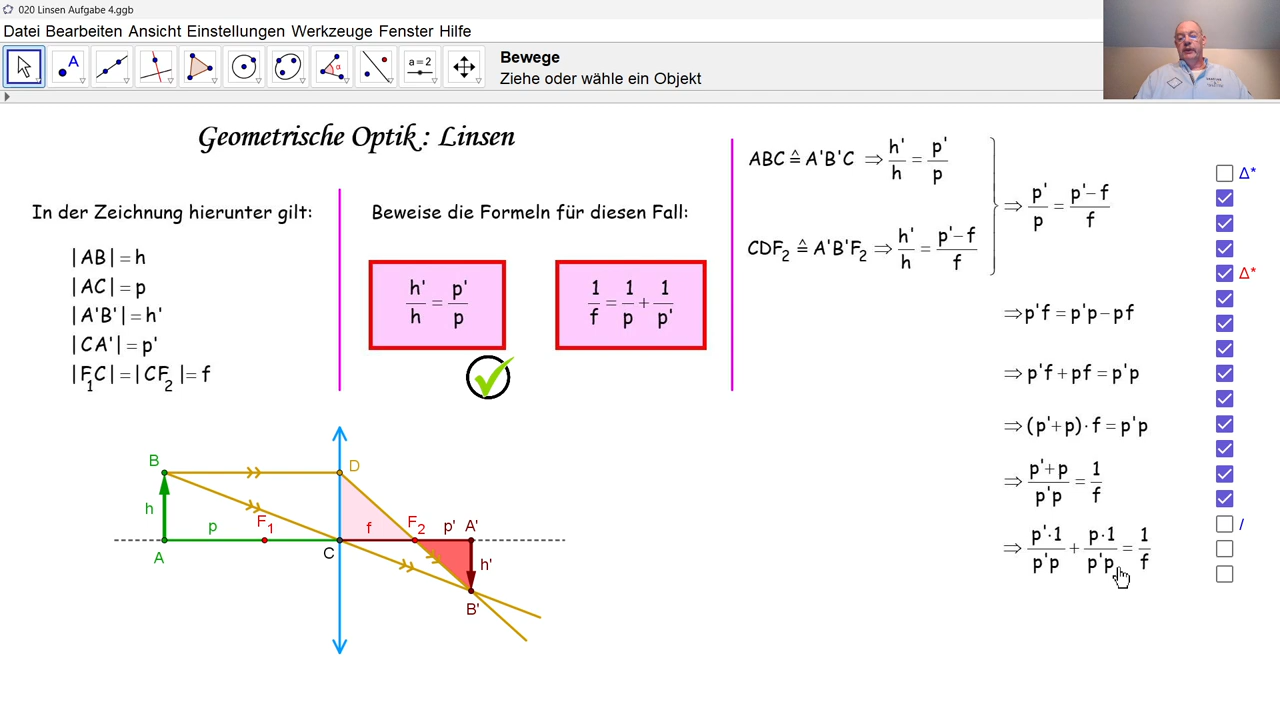 020 Linsen Aufgabe 4.ggb
Datei Bearbeiten Ansicht Einstellungen Werkzeuge Fenster Hilfe
A
α
a=2
Bewege
Ziehe oder wähle ein Objekt
Geometrische Optik: Linsen
In der Zeichnung hierunter gilt:
|AB|=h
|AC|=p
|A'B'|=h'
|CA'|=p'
|F₁C|=|CF₂|=f
Beweise die Formeln für diesen Fall:
h'/h = p'/p
1/f = 1/p + 1/p'
ABC ≙ A'B'C ⇒ h'/h = p'/p
CDF₂ ≙ A'B'F₂ ⇒ h'/h = p'-f/f
⇒ p'/p = p'-f/f
⇒p'f=p'p-pf
⇒p'f+pf=p'p
⇒(p'+p)·f=p'p
⇒ p'+p/p'p = 1/f
⇒ p'·1/p'p + p·1/p'p = 1/f
Δ*
Δ*
/
B
D
h
p
F₁
f
F₂
p'
A'
A
C
h'
B'